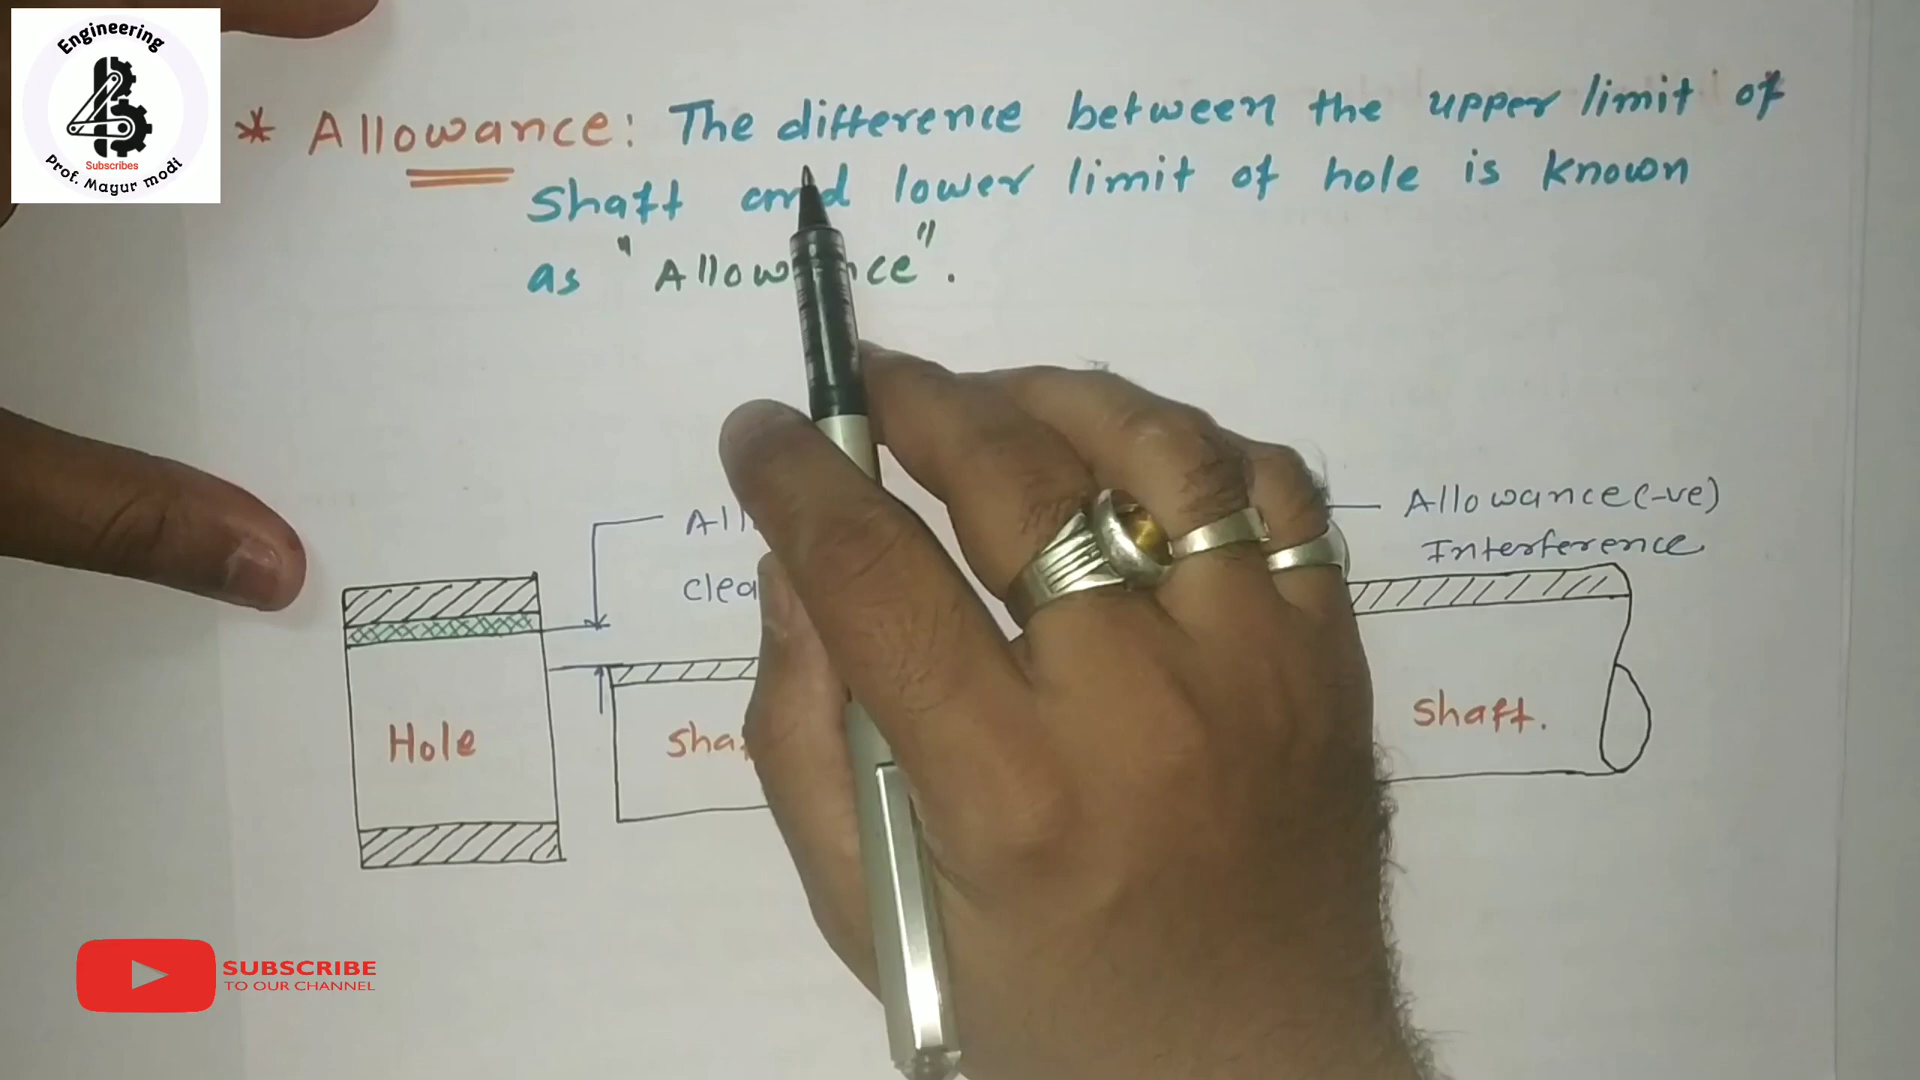 Engineering
Subscribes
Prof. Mayur modi
* Allowance: The difference between the upper limit of
shaft and lower limit of hole is known
as "Allowance".
Allowance(-ve)
Interference
Hole
shaft.
SUBSCRIBE
TO OUR CHANNEL